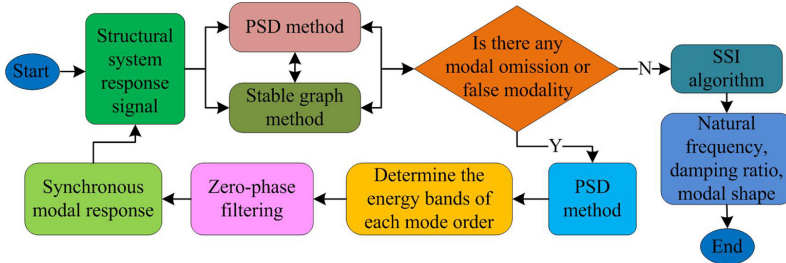 Start
Structural
system
response
signal
PSD method
Stable graph
method
Is there any
modal omission or
false modality
N
SSI
algorithm
Natural
frequency,
damping ratio,
modal shape
End
Y
PSD
method
Determine the
energy bands of
each mode order
Zero-phase
filtering
Synchronous
modal response